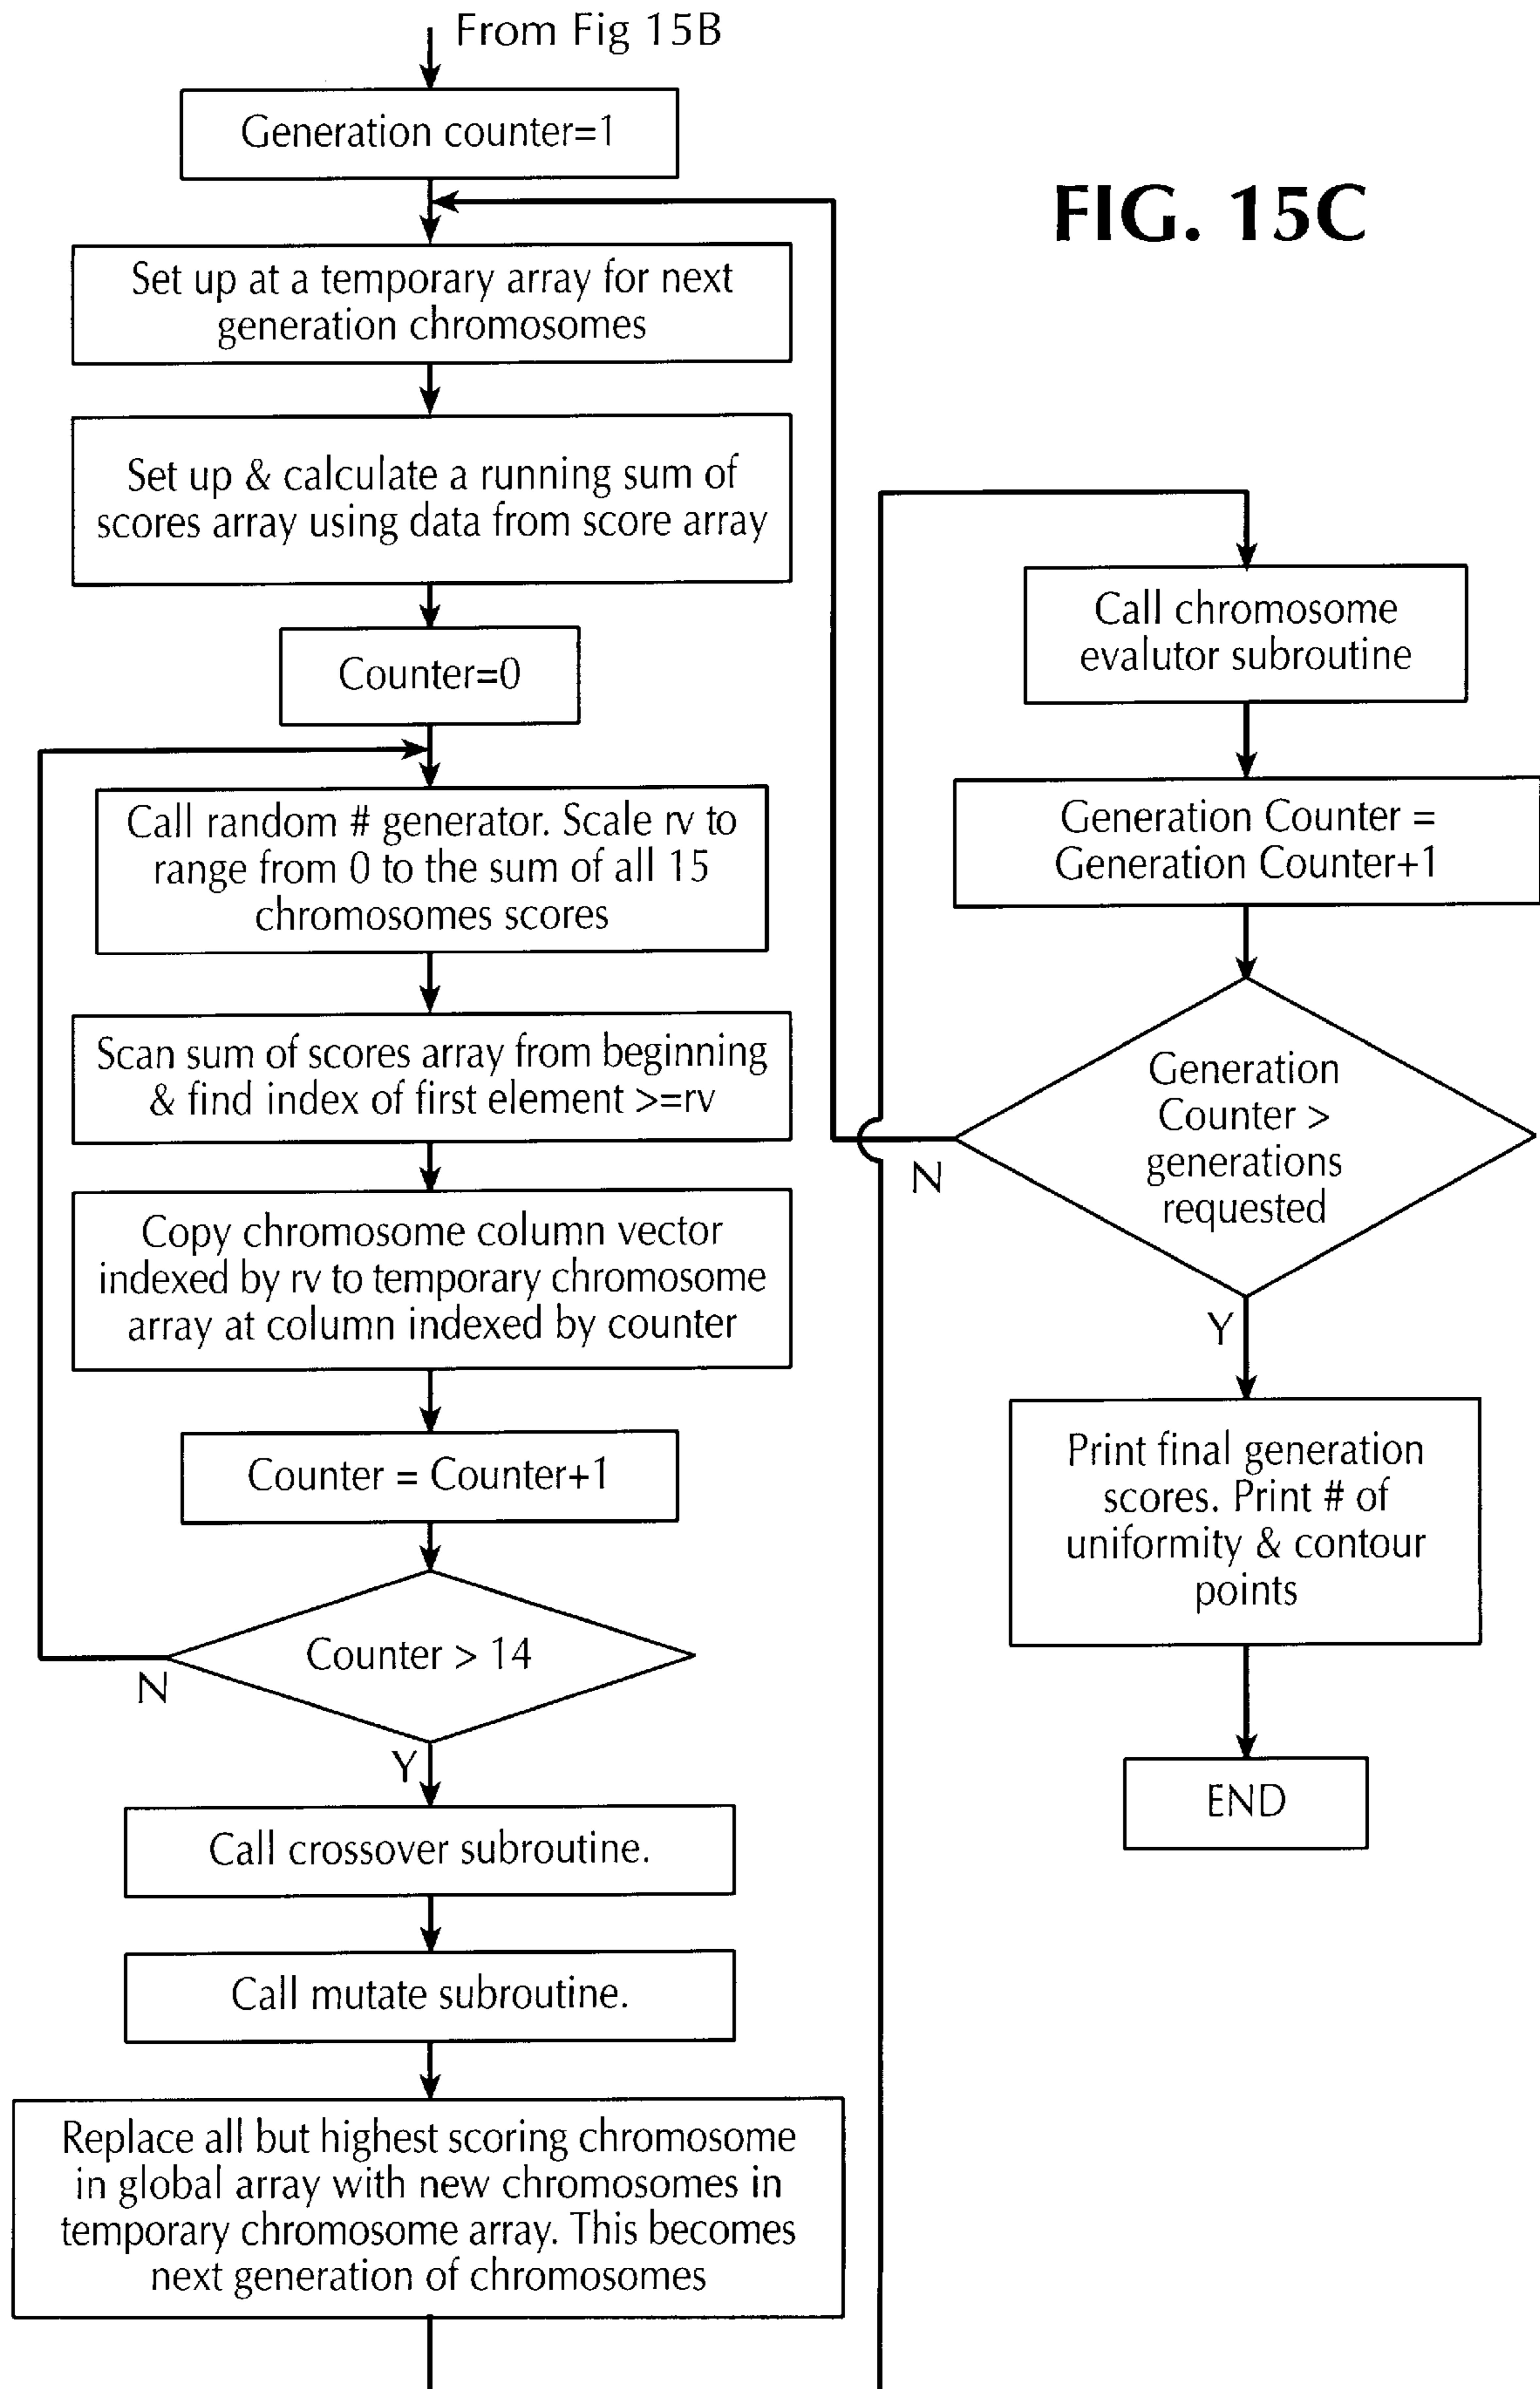 From Fig 15B
Generation counter=1
FIG. 15C
Set up at a temporary array for next
generation chromosomes
Set up & calculate a running sum of
scores array using data from score array
Counter=0
Call random # generator. Scale rv to
range from 0 to the sum of all 15
chromosomes scores
Scan sum of scores array from beginning
& find index of first element >=rv
Copy chromosome column vector
indexed by rv to temporary chromosome
array at column indexed by counter
Counter = Counter+1
Counter > 14
N
Y
Call crossover subroutine.
Call mutate subroutine.
Replace all but highest scoring chromosome
in global array with new chromosomes in
temporary chromosome array. This becomes
next generation of chromosomes
Call chromosome
evalutor subroutine
Generation Counter =
Generation Counter+1
Generation
Counter >
generations
requested
N
Y
Print final generation
scores. Print # of
uniformity & contour
points
END